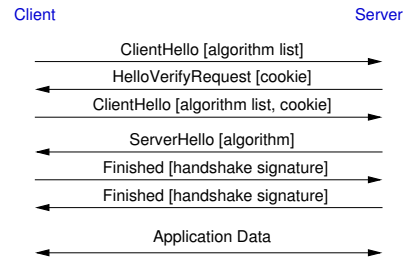 Client Server
ClientHello [algorithm list]
HelloVerifyRequest [cookie]
ClientHello [algorithm list, cookie]
ServerHello [algorithm]
Finished [handshake signature]
Finished [handshake signature]
Application Data